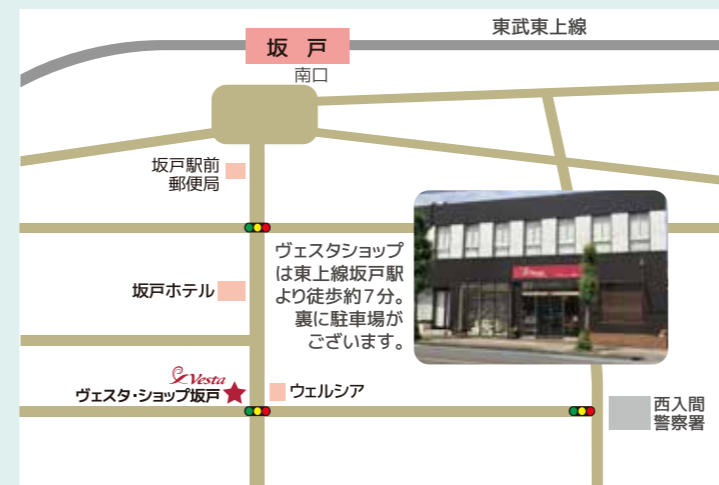 東武東上線
坂戸
南口
坂戸駅前
郵便局
ヴェスタショップ
は東上線坂戸駅
より徒歩約7分。
裏に駐車場が
ございます。
坂戸ホテル
Vesta
ヴェスタ・ショップ坂戸
ウェルシア
西入間
警察署
Vesta